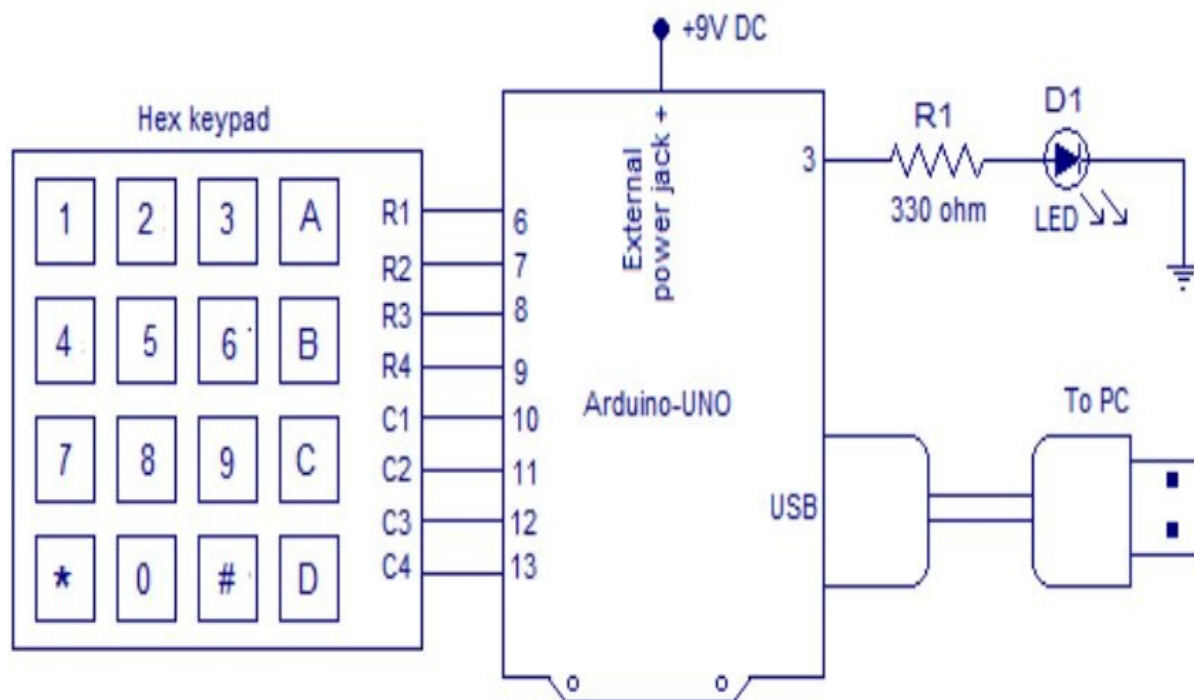 +9V DC
Hex keypad
1 2 3 A
4 5 6 B
7 8 9 C
* 0 # D
R1
R2
R3
R4
C1
C2
C3
C4
6
7
8
9
10
11
12
13
External
power jack +
Arduino-UNO
3
USB
R1
330 ohm
D1
LED
To PC